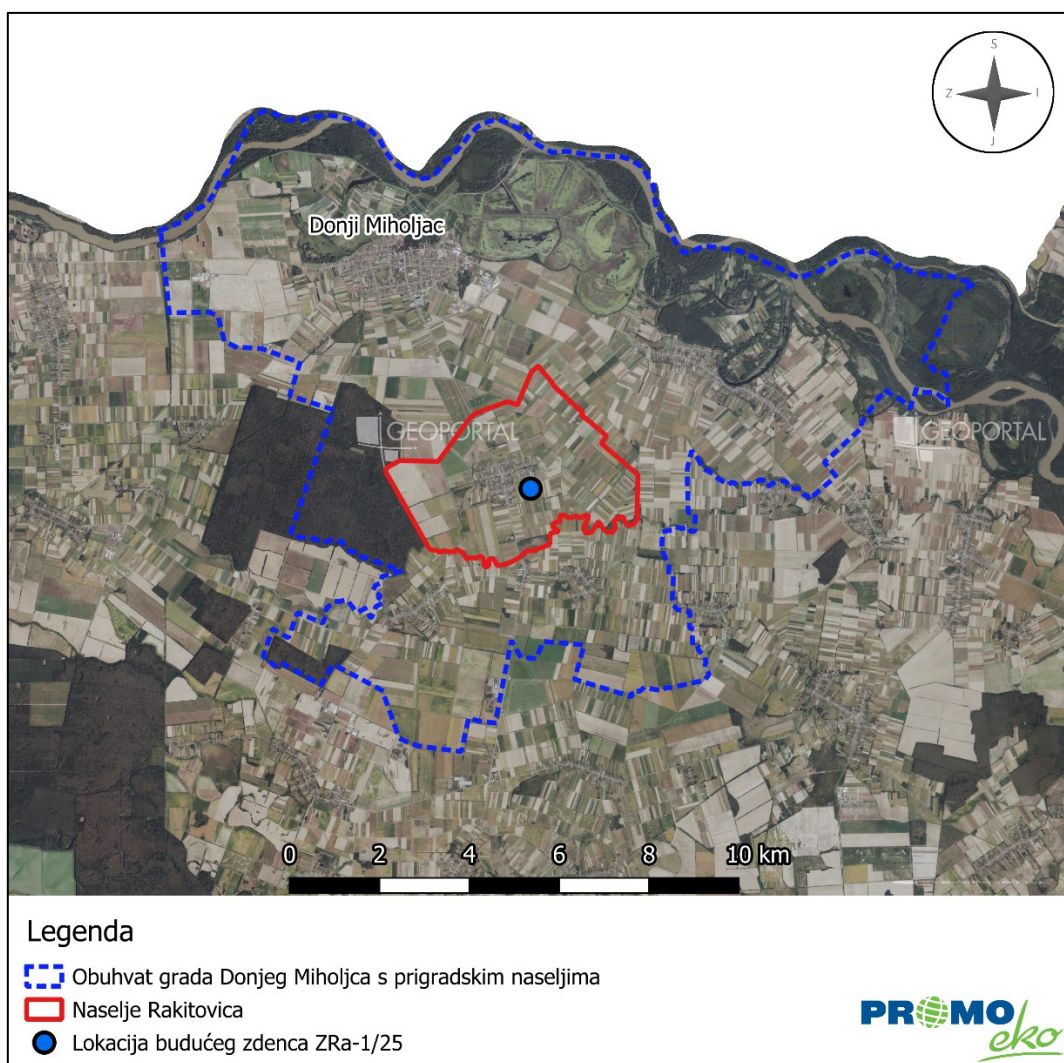 S
Z
I
J
Donji Miholjac
GEOPORTAL
GEOPORTAL
0 2 4 6 8 10 km
Legenda
Obuhvat grada Donjeg Miholjca s prigradskim naseljima
Naselje Rakitovica
Lokacija budućeg zdenca ZRa-1/25
PROMO
eko